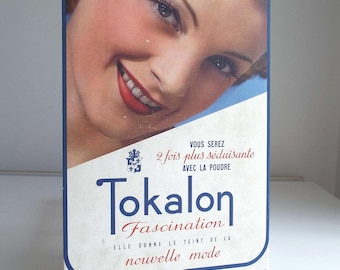 VOUS SEREZ
2 fois plus séduisante
AVEC LA POUDRE
Tokalon
Fascination
ELLE DONNE LE TEINT DE LA
nouvelle mode